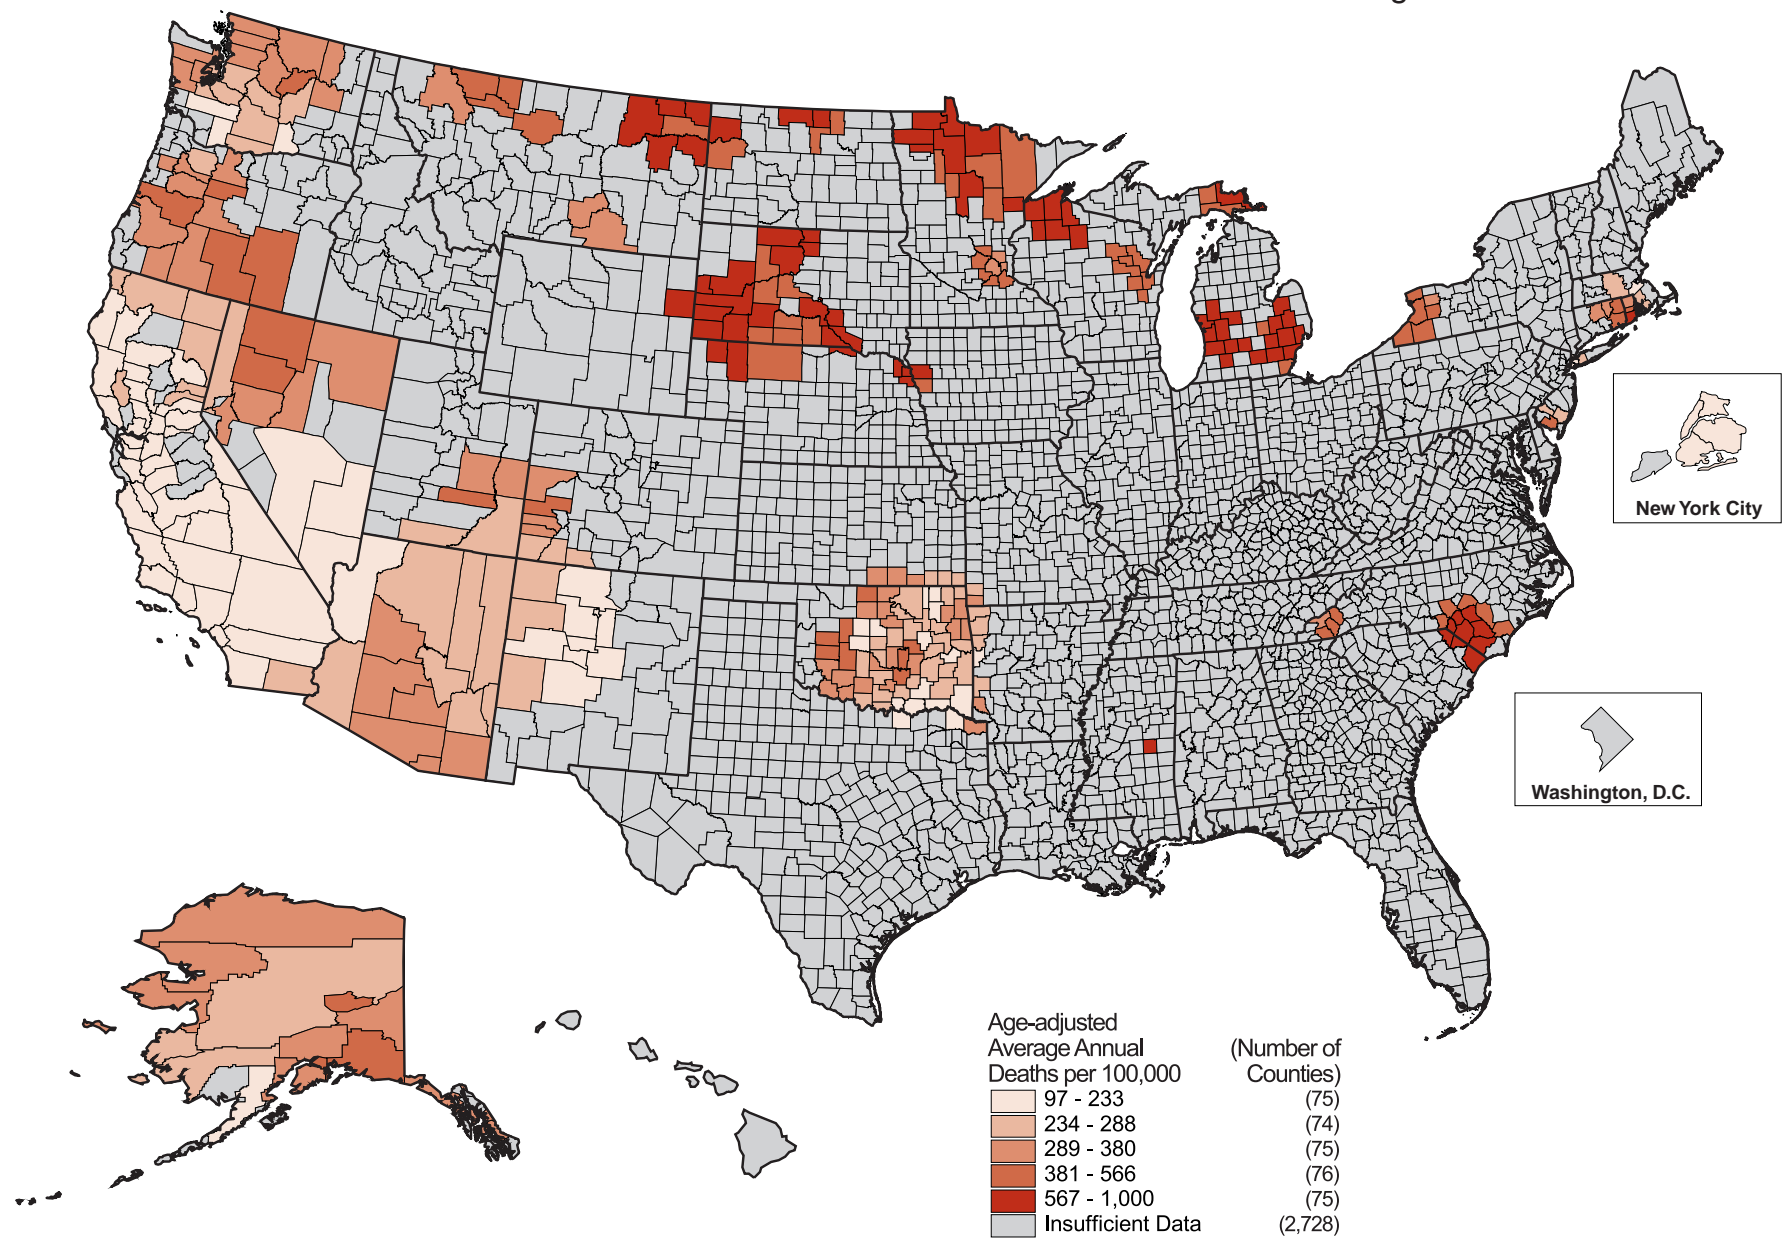 New York City
Washington, D.C.
Age-adjusted
Average Annual (Number of
Deaths per 100,000 Counties)
97 - 233 (75)
234 - 288 (74)
289 - 380 (75)
381 - 566 (76)
567 - 1,000 (75)
Insufficient Data (2,728)